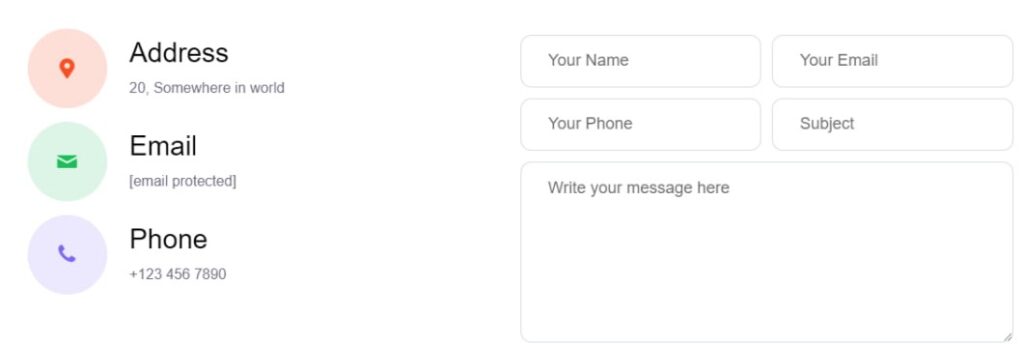 Address
20, Somewhere in world
Email
[email protected]
Phone
+123 456 7890
Your Name
Your Email
Your Phone
Subject
Write your message here